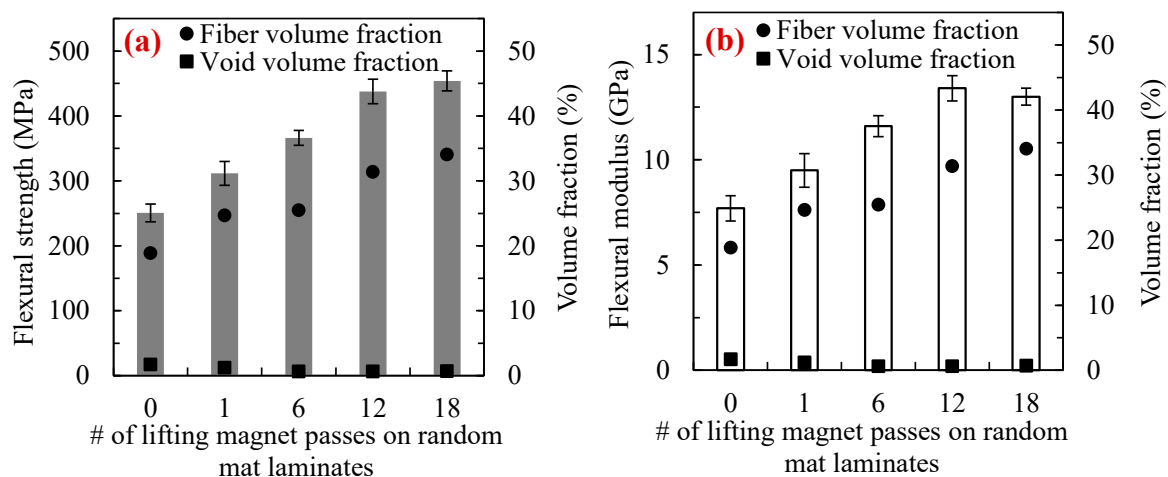 (a)
Fiber volume fraction
Void volume fraction
Flexural strength (MPa)
500
400
300
200
100
0
50
40
30
20
10
0
Volume fraction (%)
0 1 6 12 18
# of lifting magnet passes on random
mat laminates
(b)
Fiber volume fraction
Void volume fraction
Flexural modulus (GPa)
15
10
5
0
50
40
30
20
10
0
Volume fraction (%)
0 1 6 12 18
# of lifting magnet passes on random
mat laminates